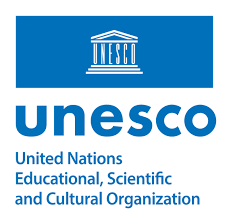 UNESCO
unesco
United Nations
Educational, Scientific
and Cultural Organization